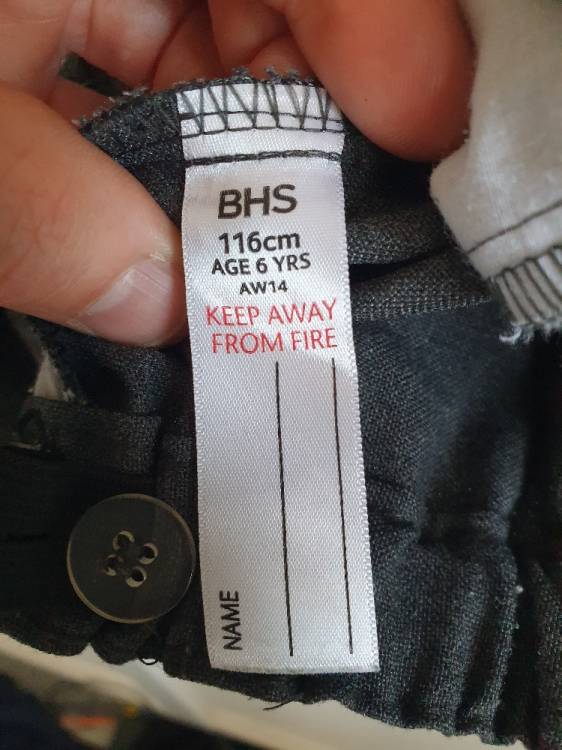 BHS
116cm
AGE 6 YRS
AW14
KEEP AWAY
FROM FIRE
NAME